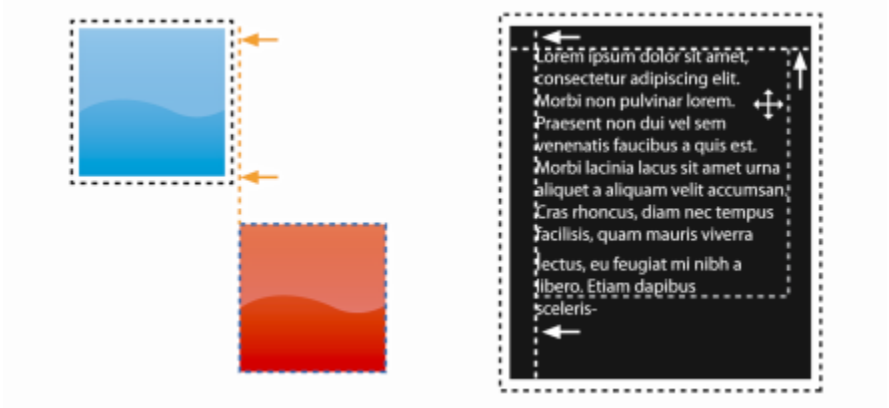 Lorem ipsum dolor sit amet,
consectetur adipiscing elit.
Morbi non pulvinar lorem.
Praesent non dui vel sem
venenatis faucibus a quis est.
Morbi lacinia lacus sit amet urna
aliquet a aliquam velit accumsan.
Cras rhoncus, diam nec tempus
facilisis, quam mauris viverra
lectus, eu feugiat mi nibh a
libero. Etiam dapibus
sceleris-